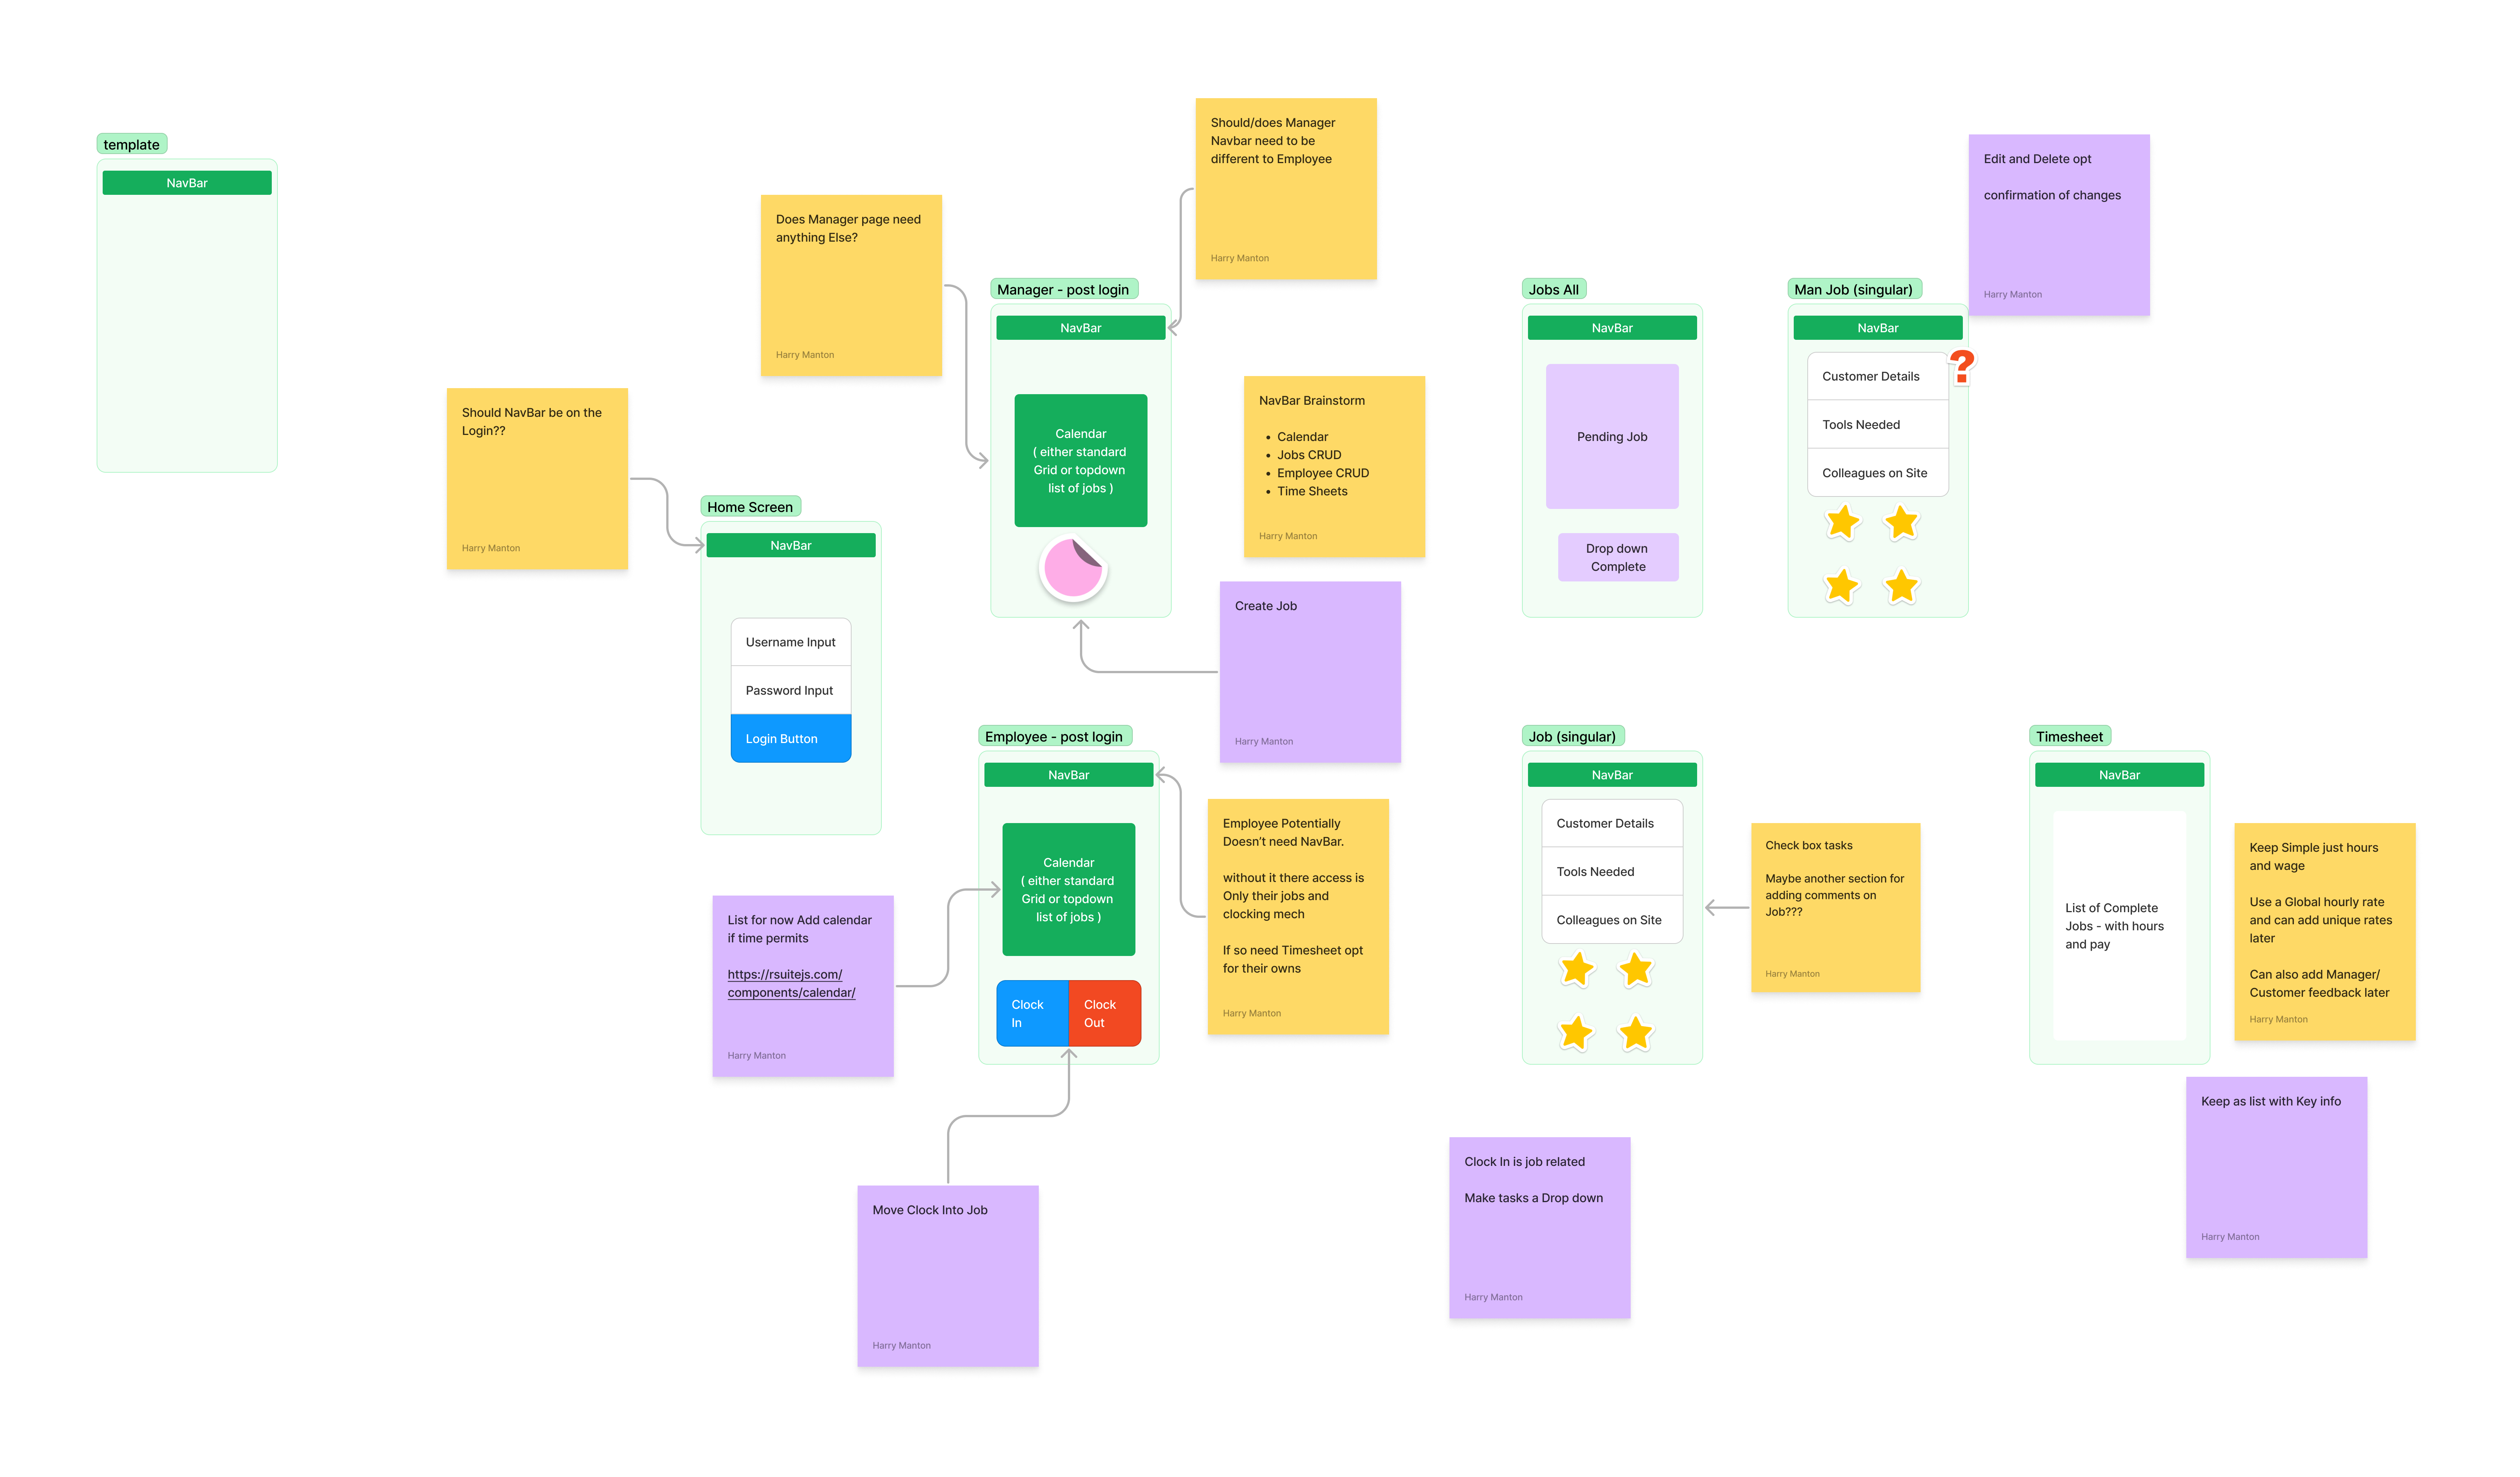 template
NavBar
Should NavBar be on the
Login??
Harry Manton
Home Screen
NavBar
Username Input
Password Input
Login Button
Does Manager page need
anything Else?
Harry Manton
Should/does Manager
Navbar need to be
different to Employee
Harry Manton
Manager - post login
NavBar
Calendar
( either standard
Grid or topdown
list of jobs )
NavBar Brainstorm
• Calendar
• Jobs CRUD
• Employee CRUD
• Time Sheets
Harry Manton
Create Job
Harry Manton
Jobs All
NavBar
Pending Job
Drop down
Complete
Man Job (singular)
NavBar
Customer Details
Tools Needed
Colleagues on Site
?
Edit and Delete opt
confirmation of changes
Harry Manton
Employee - post login
NavBar
Calendar
( either standard
Grid or topdown
list of jobs )
Clock
In
Clock
Out
List for now Add calendar
if time permits
https://rsuitejs.com/
components/calendar/
Harry Manton
Employee Potentially
Doesn't need NavBar.
without it there access is
Only their jobs and
clocking mech
If so need Timesheet opt
for their owns
Harry Manton
Move Clock Into Job
Harry Manton
Job (singular)
NavBar
Customer Details
Tools Needed
Colleagues on Site
Check box tasks
Maybe another section for
adding comments on
Job???
Harry Manton
Clock In is job related
Make tasks a Drop down
Harry Manton
Timesheet
NavBar
List of Complete
Jobs - with hours
and pay
Keep Simple just hours
and wage
Use a Global hourly rate
and can add unique rates
later
Can also add Manager/
Customer feedback later
Harry Manton
Keep as list with Key info
Harry Manton